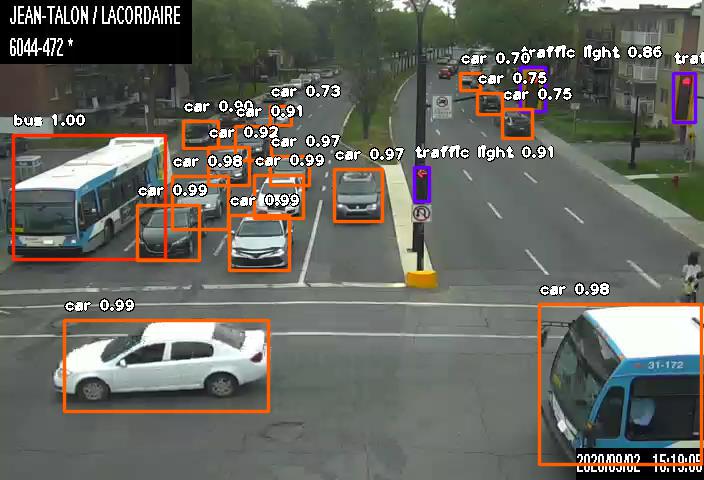 JEAN-TALON / LACORDAIRE
6044-472 *
car 0.70
traffic light 0.86
car 0.75
car 0.75
car 0.73
car 0.91
car 0.92
car 0.97
bus 1.00
car 0.98
car 0.99
car 0.97
traffic light 0.91
car 0.99
car 0.99
car 0.98
car 0.99
31-172
2020/09/02 15:19:05